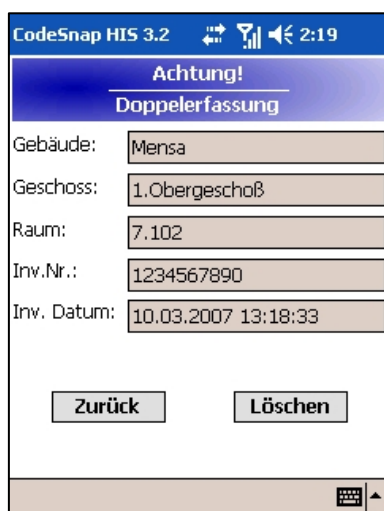 CodeSnap HIS 3.2 2:19
Achtung!
Doppelerfassung
Gebäude: Mensa
Geschoss: 1.Obergeschoß
Raum: 7.102
Inv.Nr.: 1234567890
Inv. Datum: 10.03.2007 13:18:33
Zurück Löschen